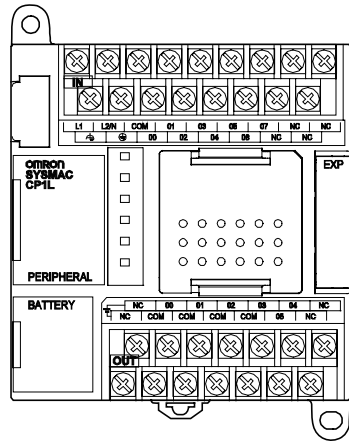 IN
L1 L2/N COM 01 03 05 07 NC NC
00 02 04 06 NC NC
OMRON
SYSMAC
CP1L
EXP
PERIPHERAL
BATTERY
NC 00 01 02 03 04 NC
NC COM COM COM COM 05 NC
OUT